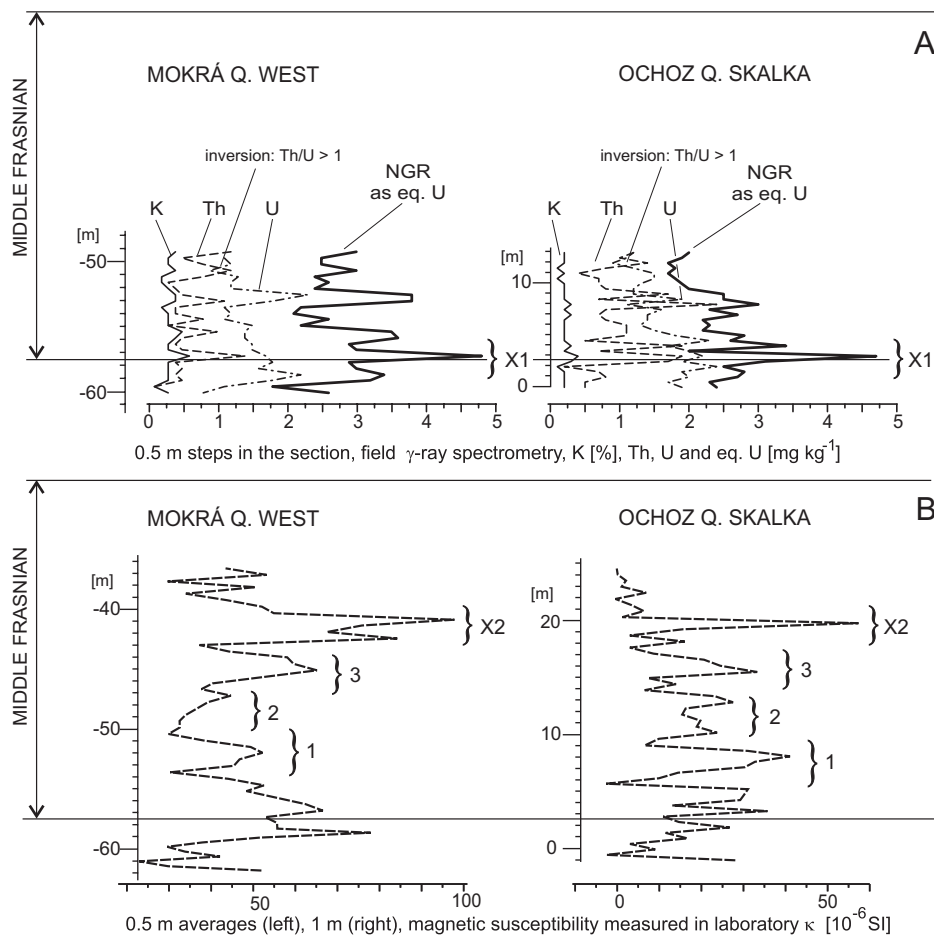 A
MIDDLE FRASNIAN
MOKRÁ Q. WEST
OCHOZ Q. SKALKA
inversion: Th/U > 1
inversion: Th/U > 1
NGR
as eq. U
NGR
as eq. U
K
Th
U
K
Th
U
[m]
[m]
-50
10
X1
X1
-60
0
0 1 2 3 4 5
0 1 2 3 4 5
0.5 m steps in the section, field γ-ray spectrometry, K [%], Th, U and eq. U [mg kg⁻¹]
B
MIDDLE FRASNIAN
MOKRÁ Q. WEST
OCHOZ Q. SKALKA
[m]
[m]
-40
20
X2
X2
3
3
2
2
-50
10
1
1
-60
0
50 100
0 60
0.5 m averages (left), 1 m (right), magnetic susceptibility measured in laboratory κ [10⁻⁶SI]